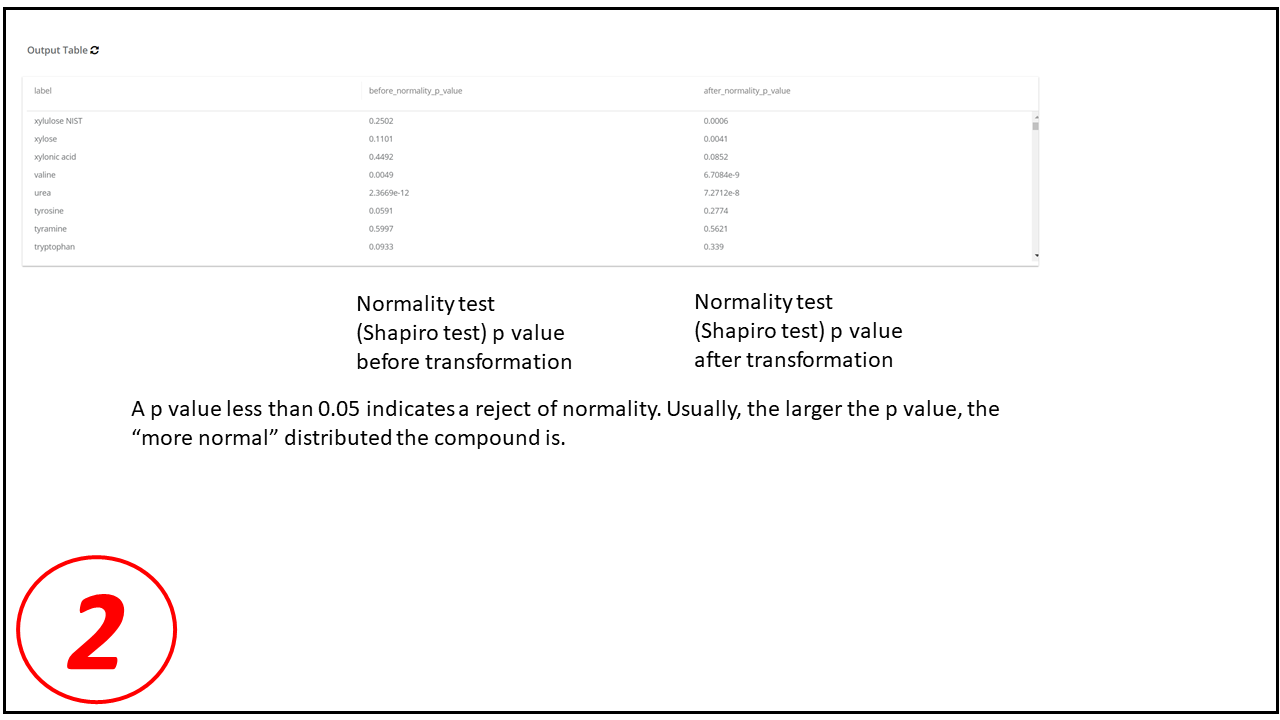 Output Table
label before_normality_p_value after_normality_p_value
xylulose NIST 0.2502 0.0006
xylose 0.1101 0.0041
xylonic acid 0.4492 0.0852
valine 0.0049 6.7084e-9
urea 2.3669e-12 7.2712e-8
tyrosine 0.0591 0.2774
tyramine 0.5997 0.5621
tryptophan 0.0933 0.339
Normality test
(Shapiro test) p value
before transformation
Normality test
(Shapiro test) p value
after transformation
A p value less than 0.05 indicates a reject of normality. Usually, the larger the p value, the
“more normal” distributed the compound is.
2